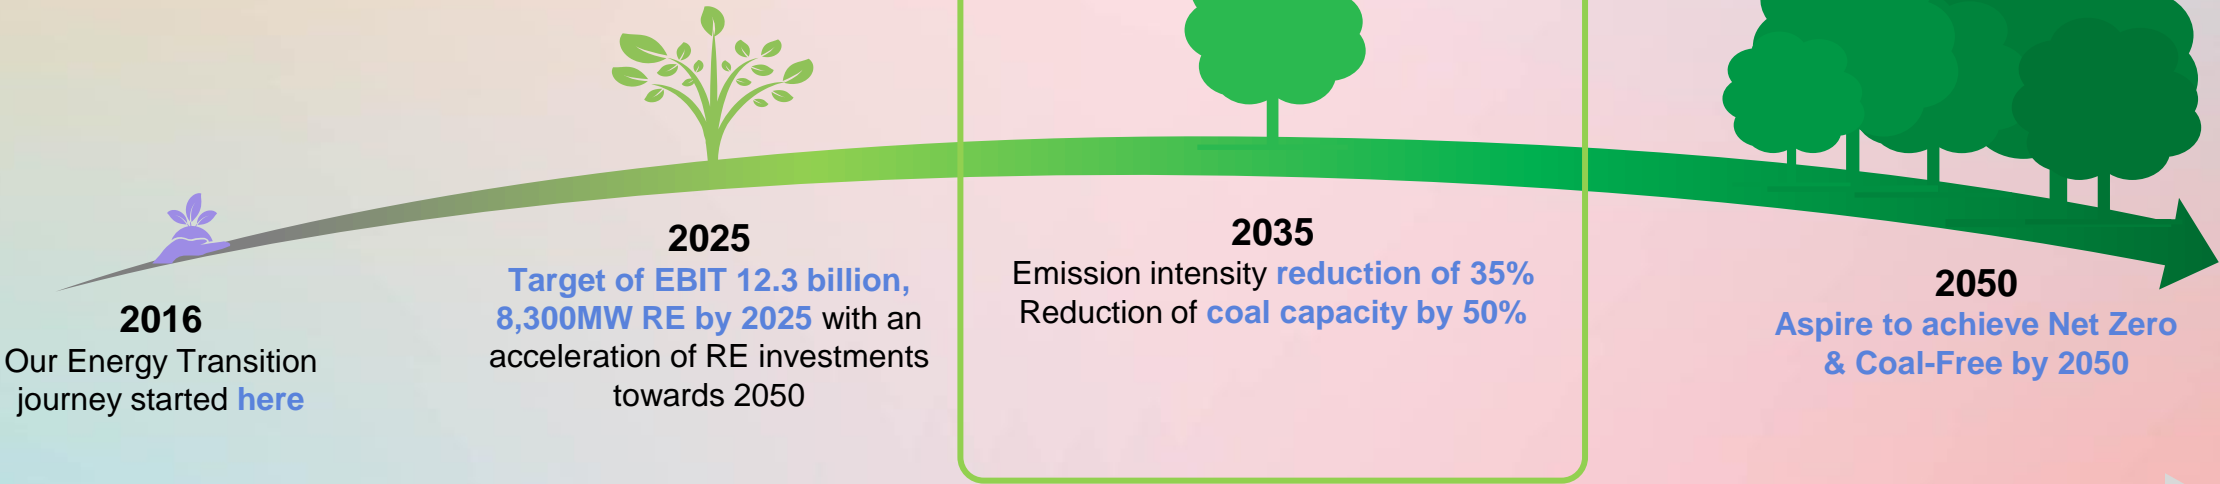 2016
Our Energy Transition
journey started here
2025
Target of EBIT 12.3 billion,
8,300MW RE by 2025 with an
acceleration of RE investments
towards 2050
2035
Emission intensity reduction of 35%
Reduction of coal capacity by 50%
2050
Aspire to achieve Net Zero
& Coal-Free by 2050